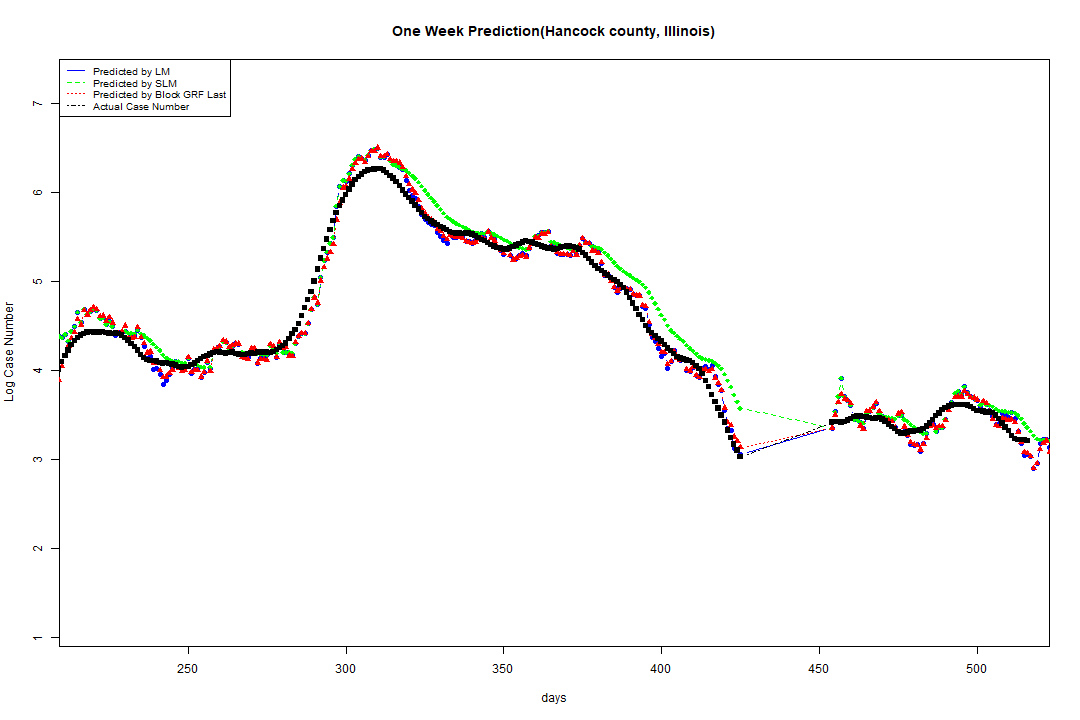 One Week Prediction(Hancock county, Illinois)
Predicted by LM
Predicted by SLM
Predicted by Block GRF Last
Actual Case Number
7
6
5
4
3
2
1
Log Case Number
250 300 350 400 450 500
days